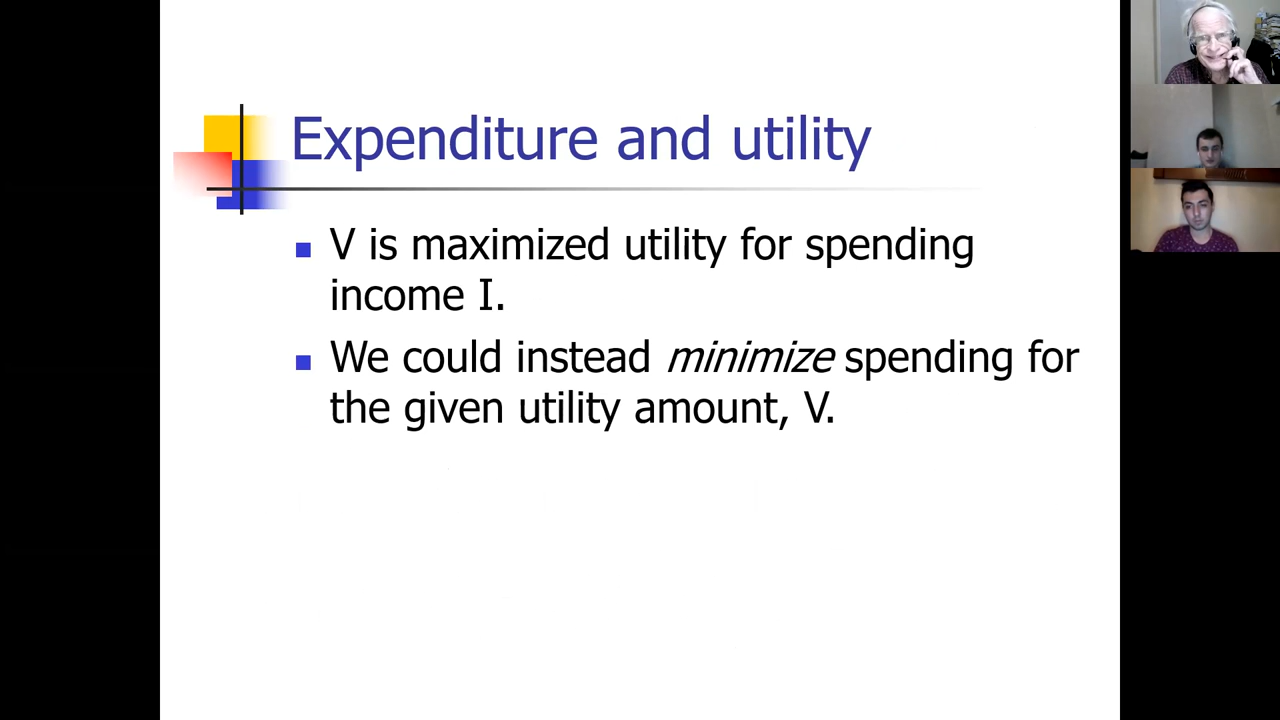 Expenditure and utility
V is maximized utility for spending
income I.
We could instead minimize spending for
the given utility amount, V.